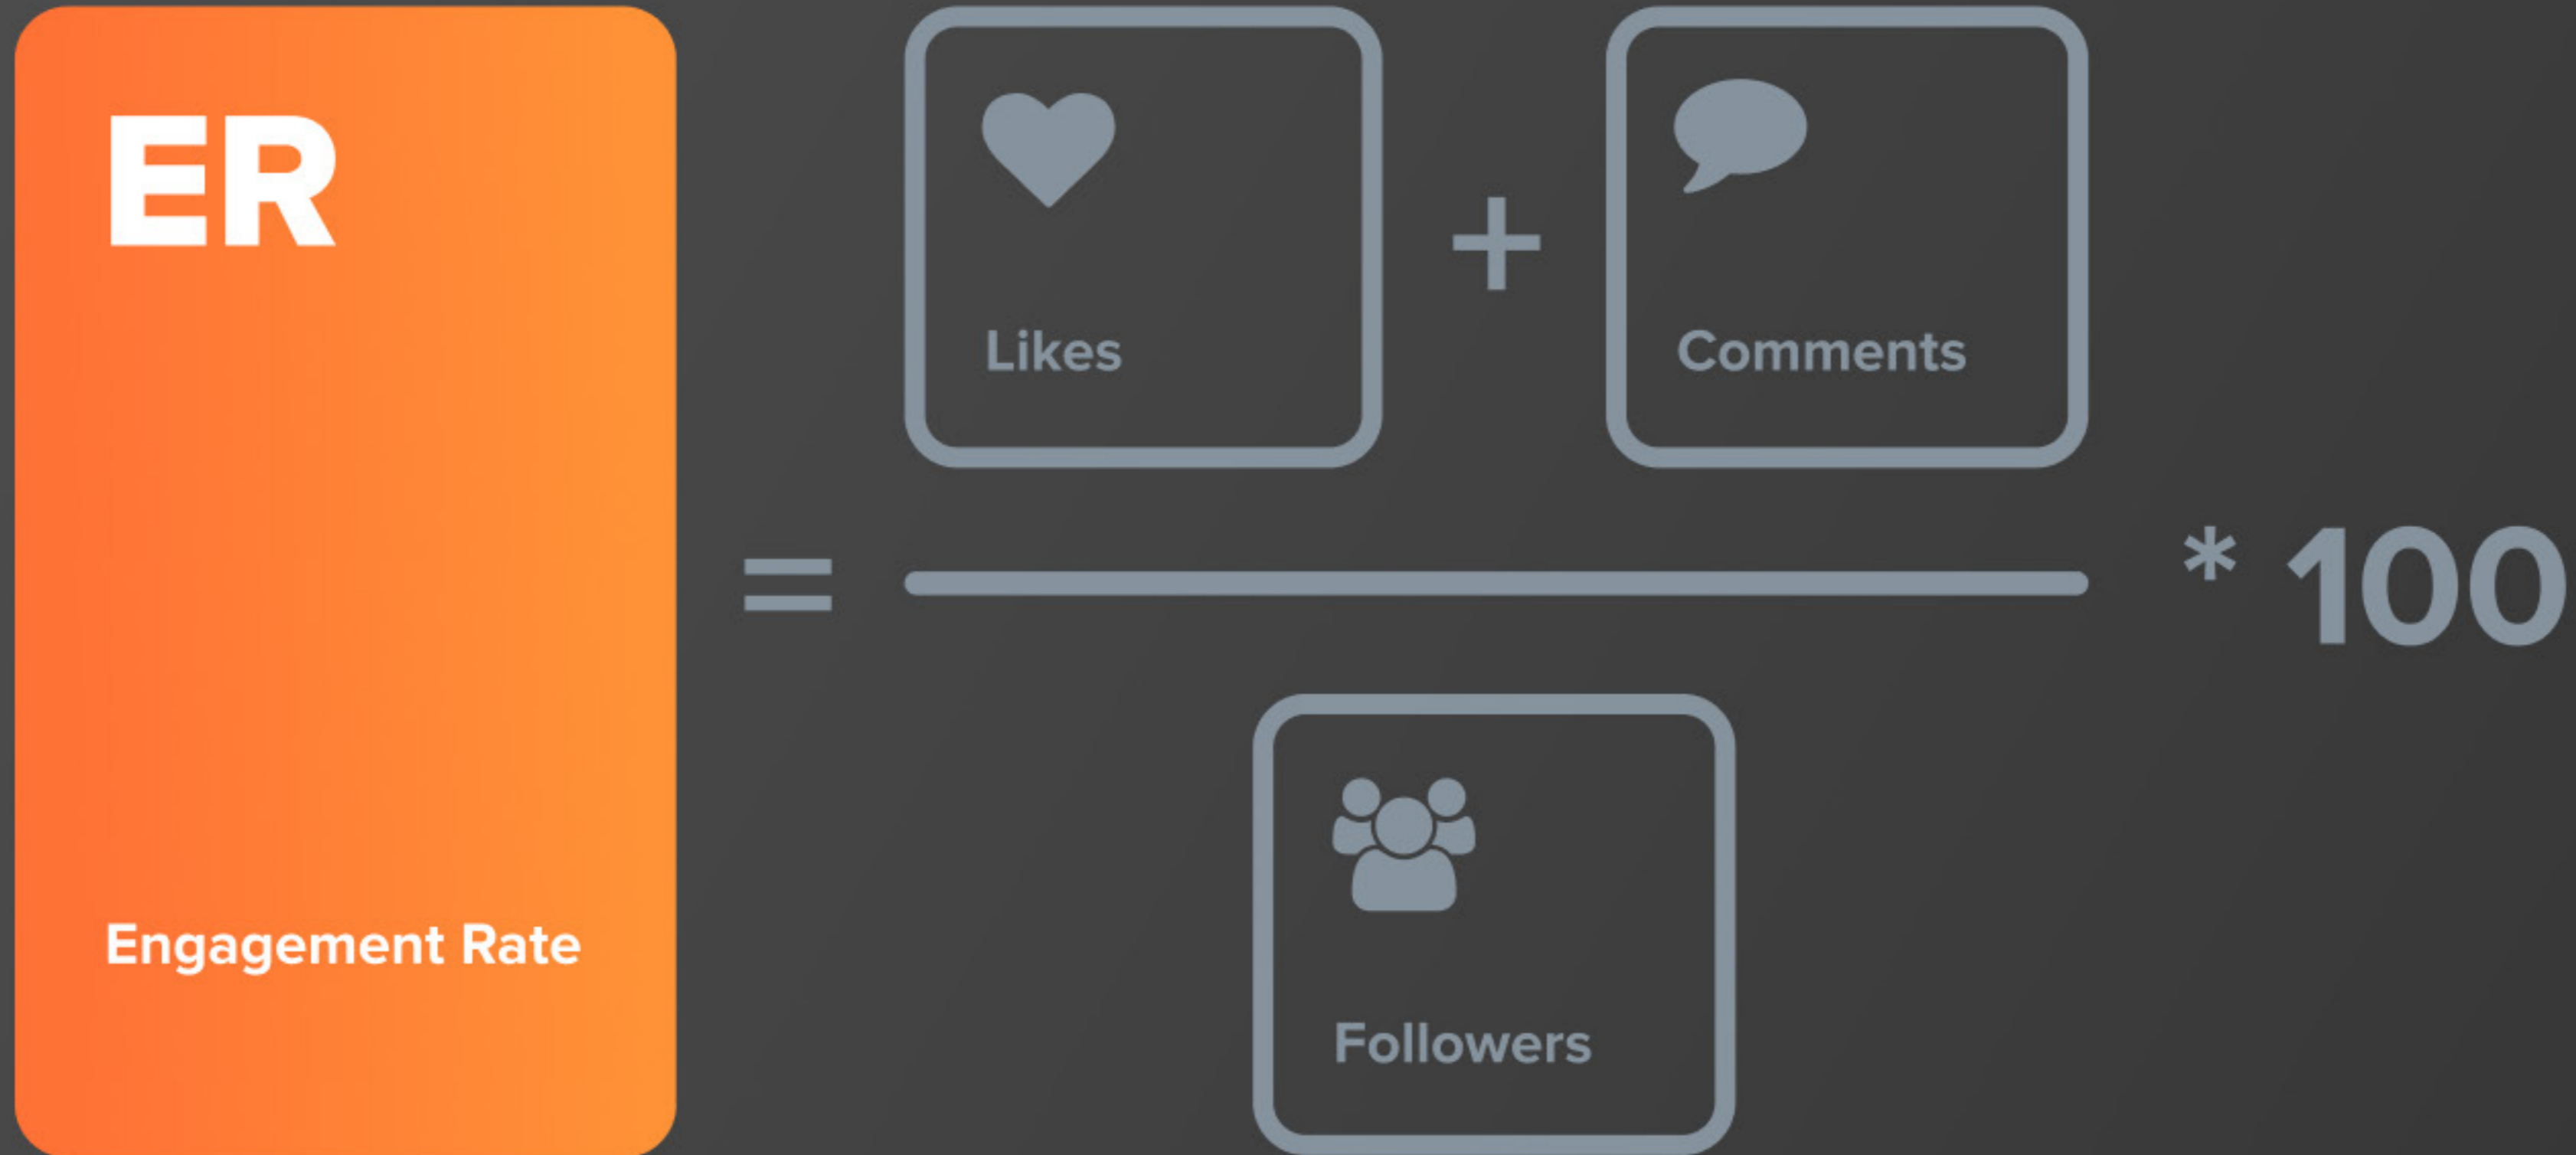 ER
Engagement Rate
=
Likes
+
Comments
Followers
* 100